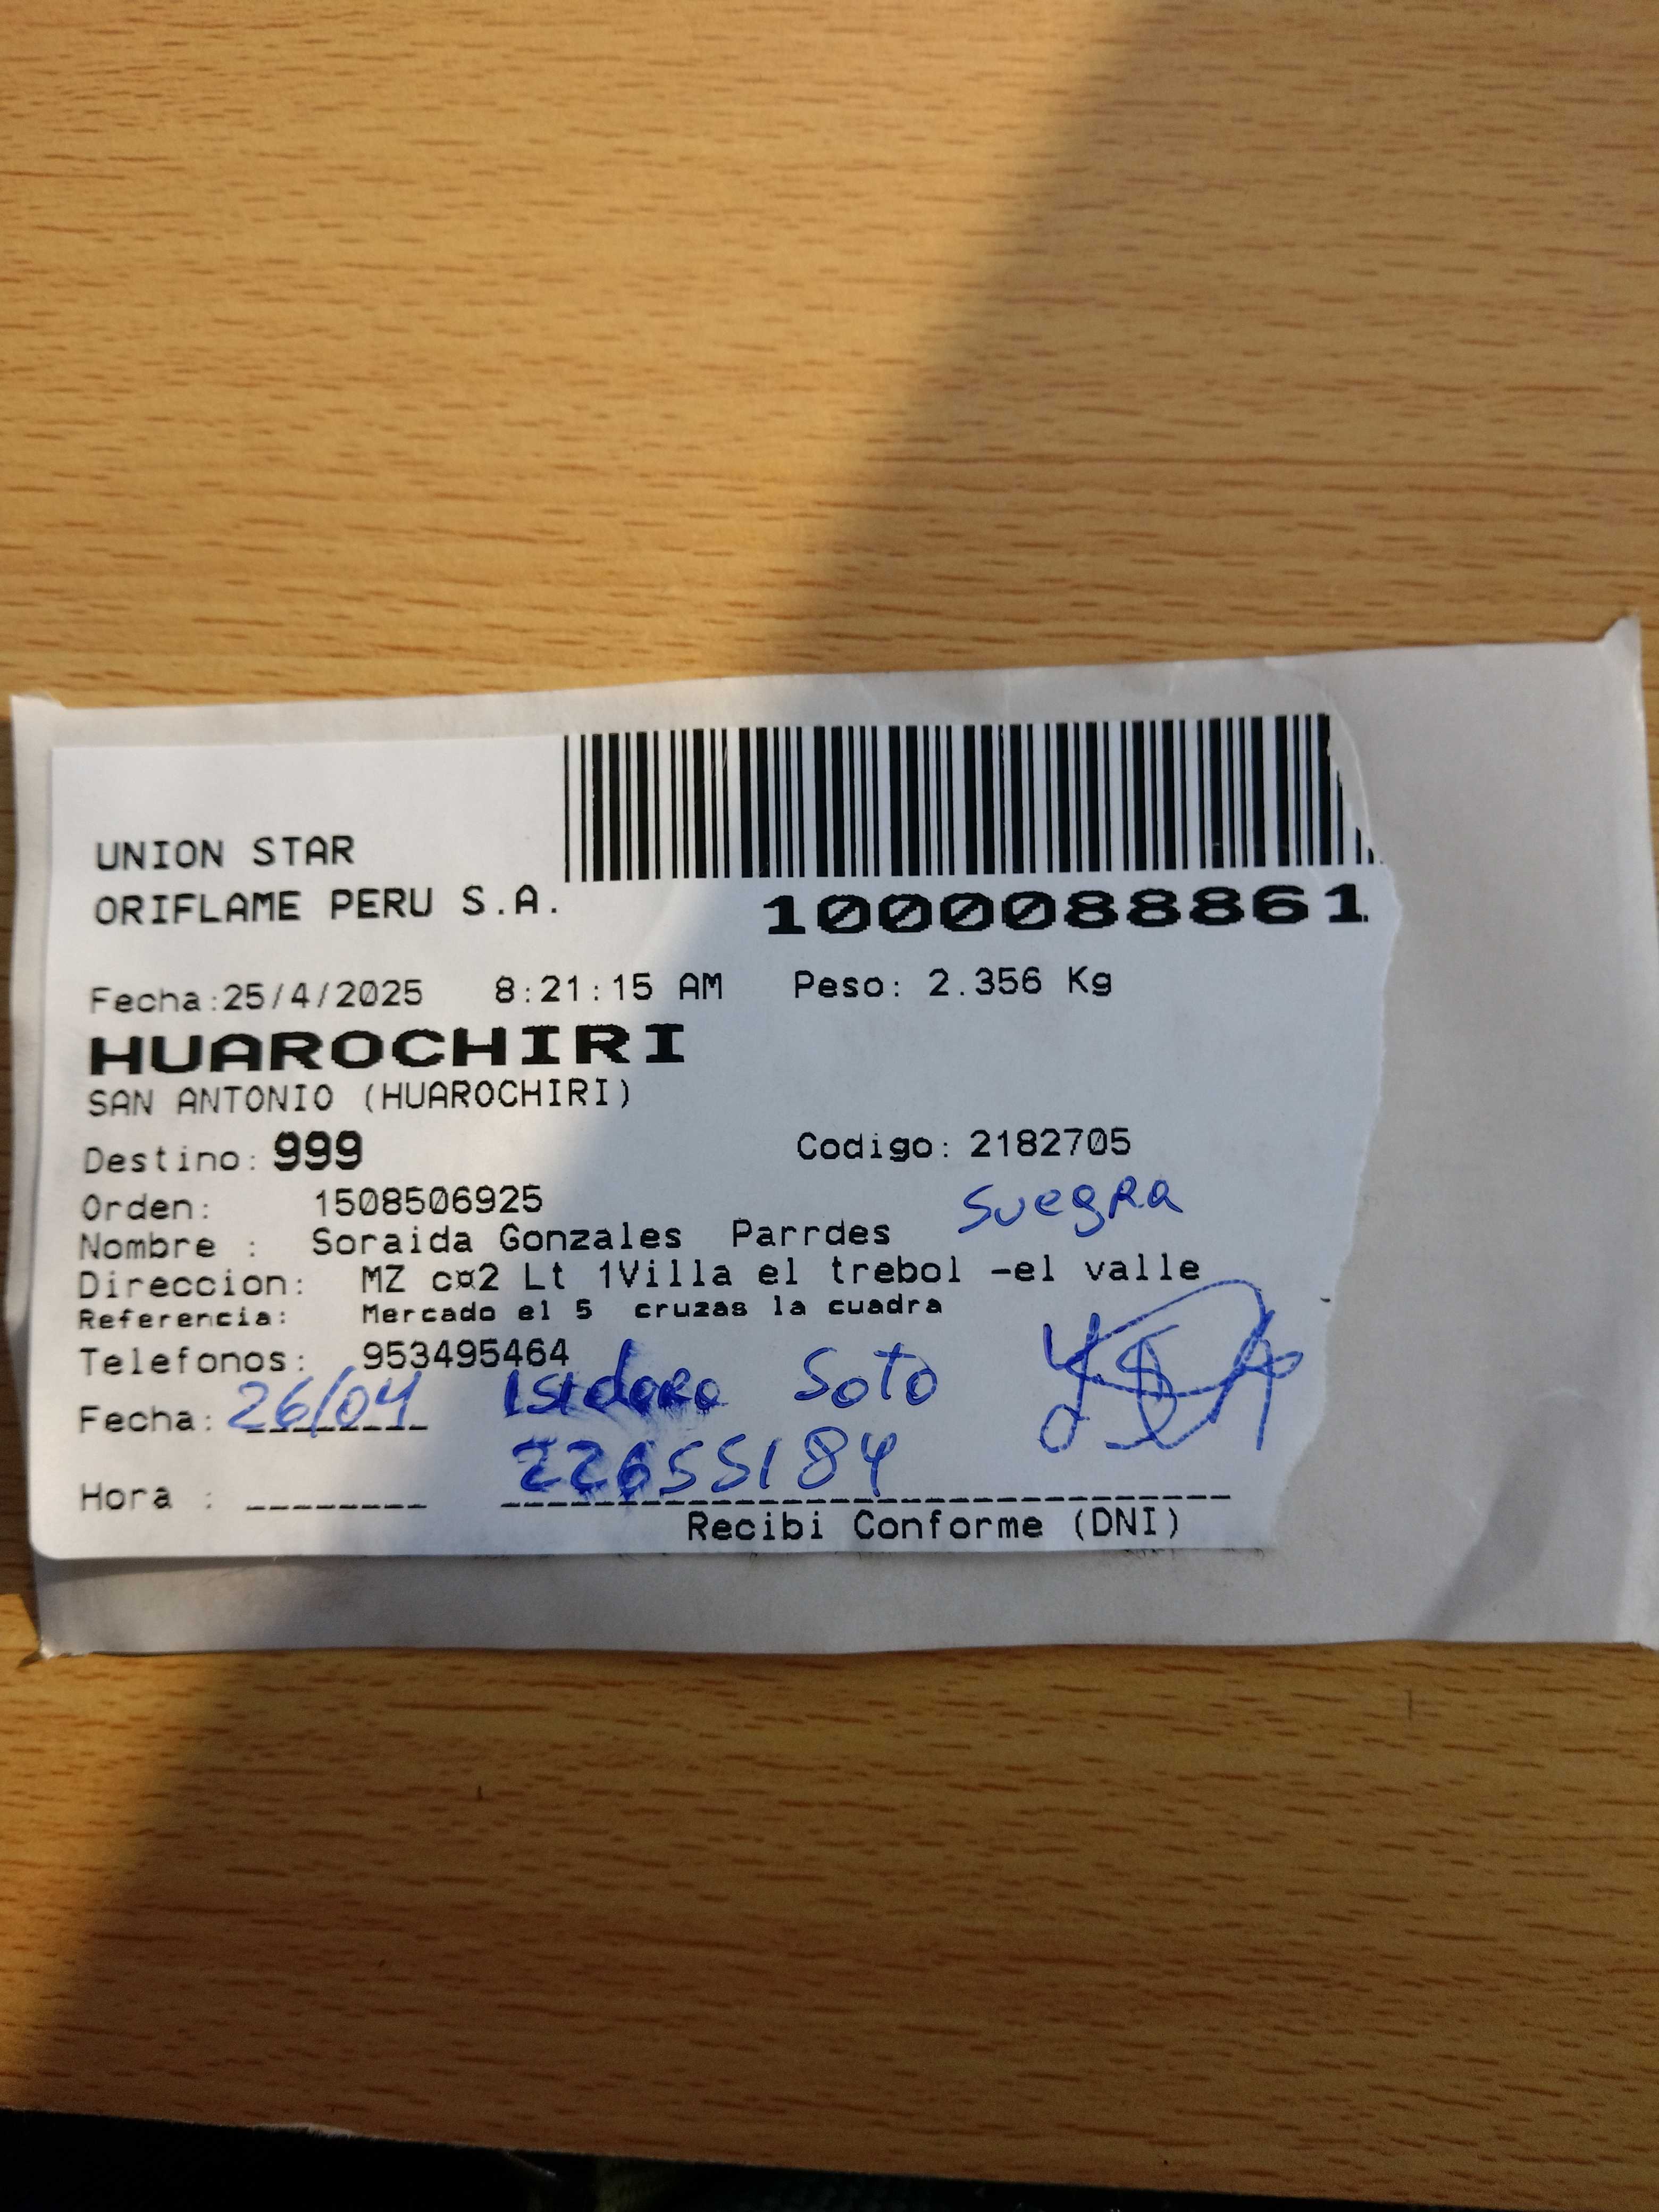 UNION STAR
ORIFLAME PERU S.A.
1000088861
Fecha:25/4/2025 8:21:15 AM Peso: 2.356 Kg
HUAROCHIRI
SAN ANTONIO (HUAROCHIRI)
Destino: 999 Codigo: 2182705
Orden: 1508506925
suegra
Nombre : Soraida Gonzales Parrdes
Direccion: MZ c¤2 Lt 1Villa el trebol -el valle
Referencia: Mercado el 5 cruzas la cuadra
Telefonos: 953495464
Fecha: 26/04 Isidora Soto
22655184
Hora : 
Recibi Conforme (DNI)